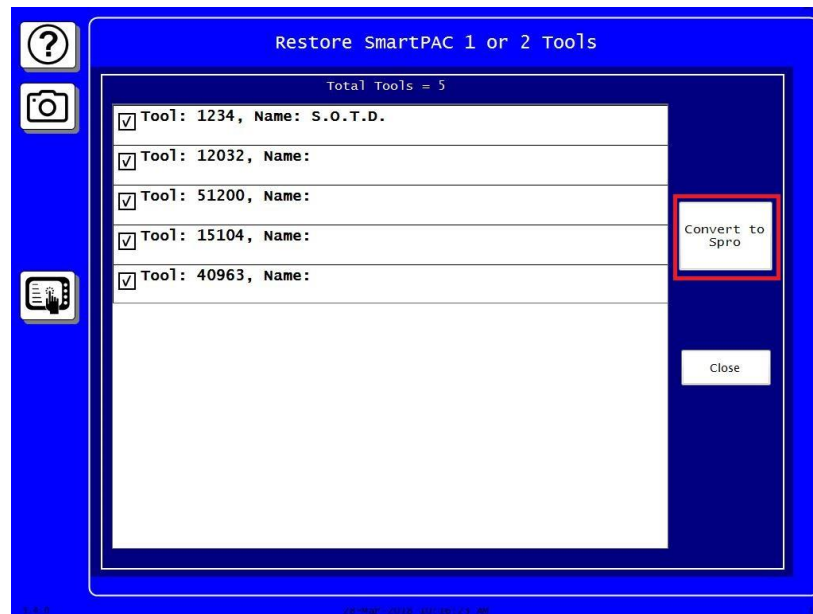 Restore SmartPAC 1 or 2 Tools
Total Tools = 5
Tool: 1234, Name: S.O.T.D.
Tool: 12032, Name:
Tool: 51200, Name:
Tool: 15104, Name:
Tool: 40963, Name:
Convert to
Spro
Close